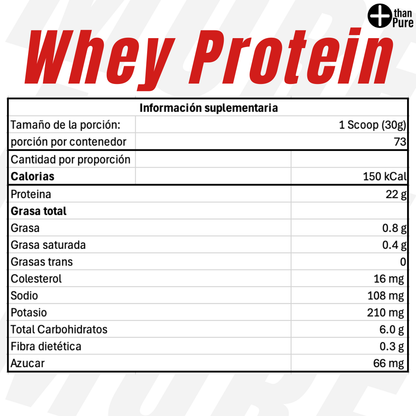 than
Pure
Whey Protein
Información suplementaria
Tamaño de la porción: 1 Scoop (30g)
porción por contenedor 73
Cantidad por proporción
Calorias 150 kCal
Proteina 22 g
Grasa total
Grasa 0.8 g
Grasa saturada 0.4 g
Grasas trans 0
Colesterol 16 mg
Sodio 108 mg
Potasio 210 mg
Total Carbohidratos 6.0 g
Fibra dietética 0.3 g
Azucar 66 mg